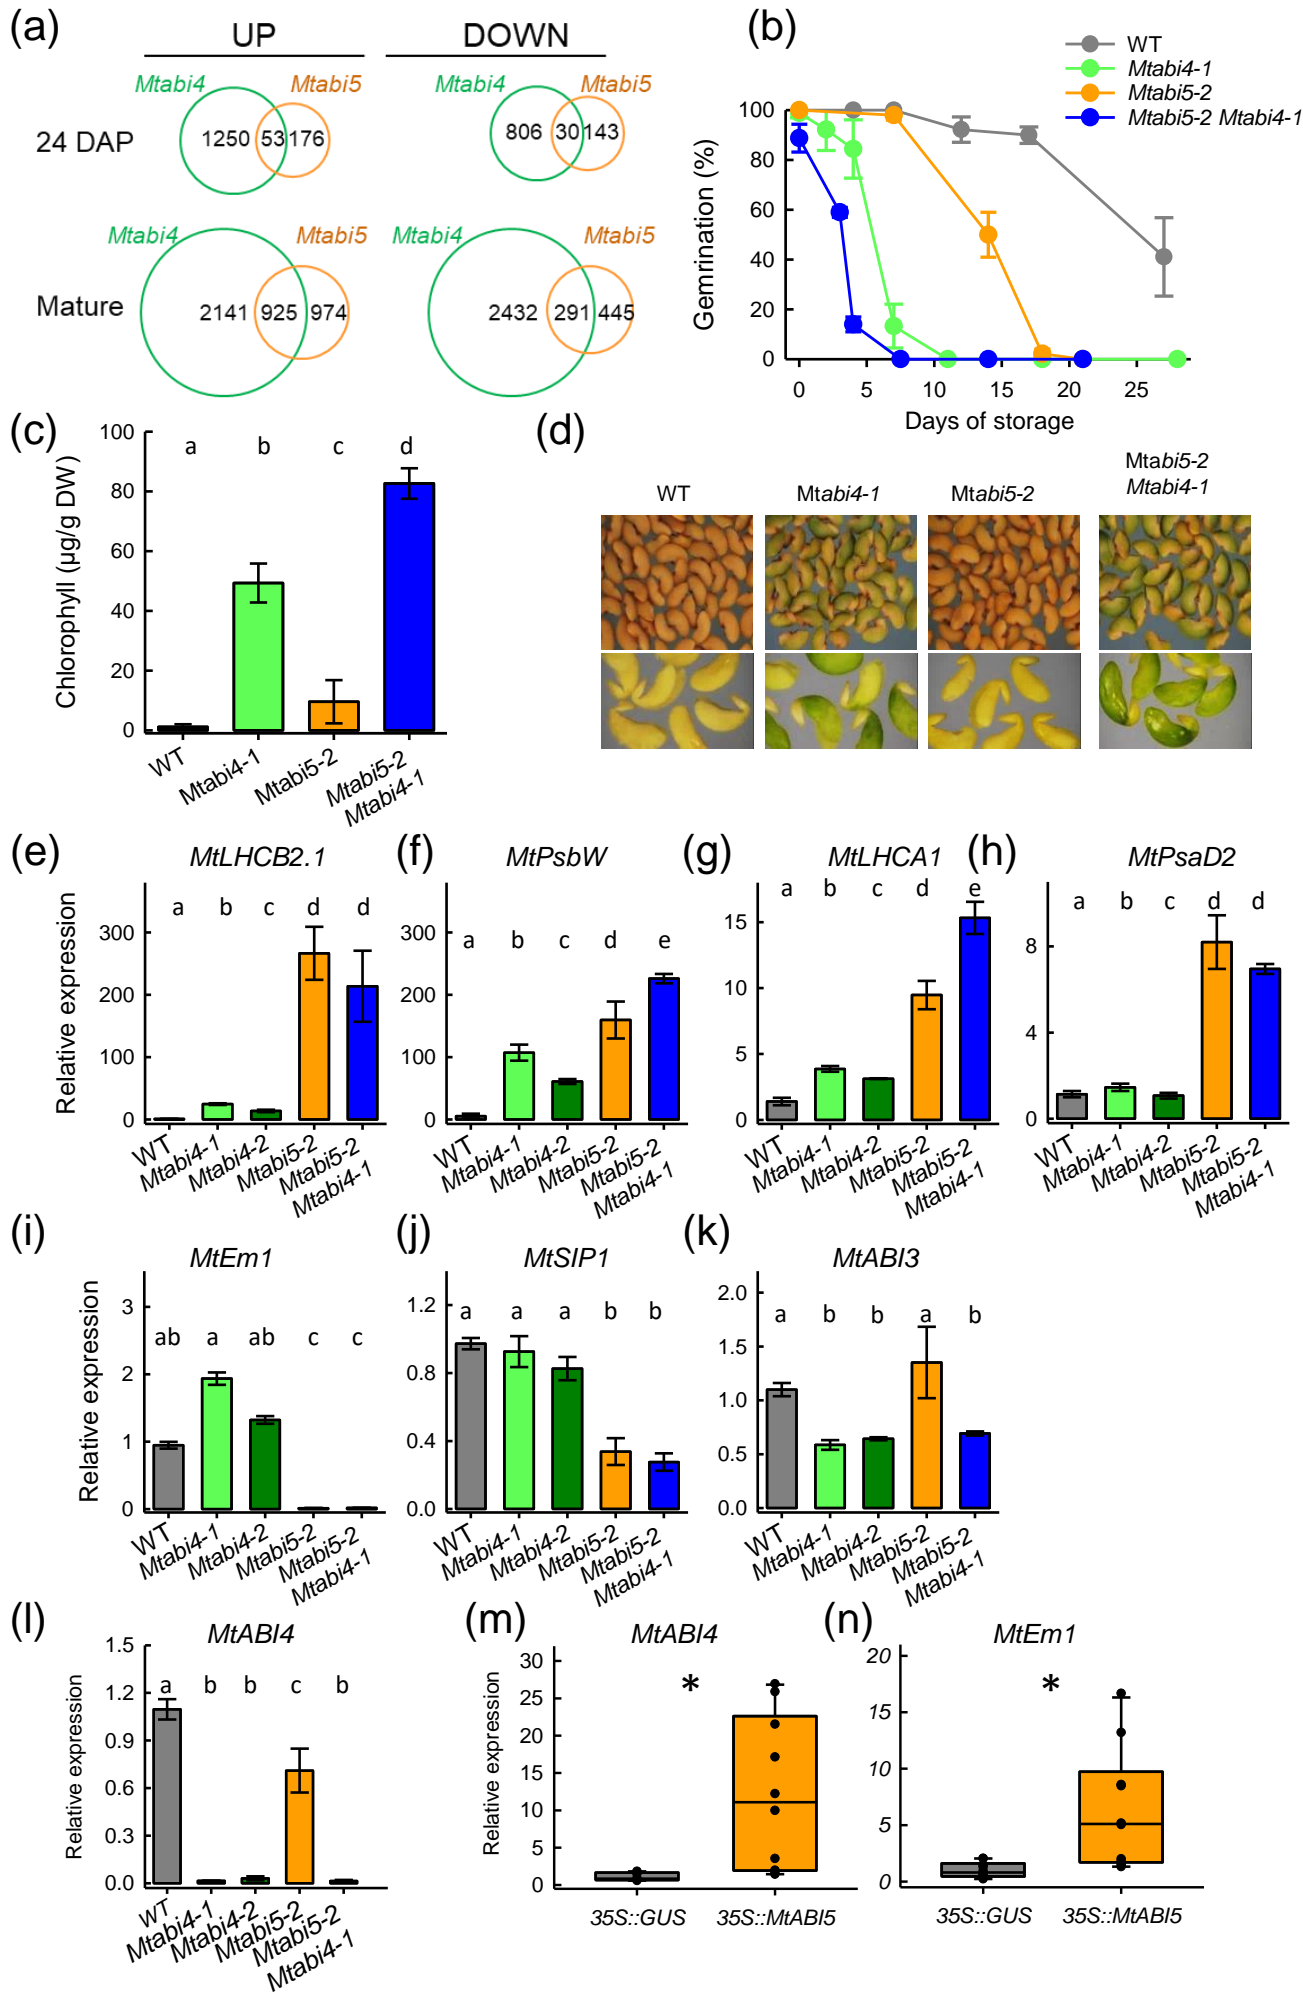 (a)
UP
DOWN
Mtabi4
Mtabi5
Mtabi4
Mtabi5
24 DAP
1250
53
176
806
30
143
Mtabi4
Mtabi5
Mtabi4
Mtabi5
Mature
2141
925
974
2432
291
445
(b)
WT
Mtabi4-1
Mtabi5-2
Mtabi5-2 Mtabi4-1
Gemrination (%)
100
80
60
40
20
0
0
5
10
15
20
25
Days of storage
(c)
Chlorophyll (µg/g DW)
100
80
60
40
20
0
a
b
c
d
WT
Mtabi4-1
Mtabi5-2
Mtabi5-2
Mtabi4-1
(d)
WT
Mtabi4-1
Mtabi5-2
Mtabi5-2
Mtabi4-1
(e)
MtLHCB2.1
Relative expression
300
200
100
0
a
b
c
d
d
WT
Mtabi4-1
Mtabi4-2
Mtabi5-2
Mtabi5-2
Mtabi4-1
(f)
MtPsbW
300
200
100
0
a
b
c
d
e
WT
Mtabi4-1
Mtabi4-2
Mtabi5-2
Mtabi5-2
Mtabi4-1
(g)
MtLHCA1
15
10
5
0
a
b
c
d
e
WT
Mtabi4-1
Mtabi4-2
Mtabi5-2
Mtabi5-2
Mtabi4-1
(h)
MtPsaD2
8
4
0
a
b
c
d
d
WT
Mtabi4-1
Mtabi4-2
Mtabi5-2
Mtabi5-2
Mtabi4-1
(i)
MtEm1
Relative expression
3
2
1
0
ab
a
ab
c
c
WT
Mtabi4-1
Mtabi4-2
Mtabi5-2
Mtabi5-2
Mtabi4-1
(j)
MtSIP1
1.2
0.8
0.4
0.0
a
a
a
b
b
WT
Mtabi4-1
Mtabi4-2
Mtabi5-2
Mtabi5-2
Mtabi4-1
(k)
MtABI3
2.0
1.5
1.0
0.5
0.0
a
b
b
a
b
WT
Mtabi4-1
Mtabi4-2
Mtabi5-2
Mtabi5-2
Mtabi4-1
(l)
MtABI4
Relative expression
1.5
1.2
0.9
0.6
0.3
0.0
a
b
b
c
b
WT
Mtabi4-1
Mtabi4-2
Mtabi5-2
Mtabi5-2
Mtabi4-1
(m)
MtABI4
Relative expression
30
25
20
15
10
5
0
*
35S::GUS
35S::MtABI5
(n)
MtEm1
20
15
10
5
0
*
35S::GUS
35S::MtABI5